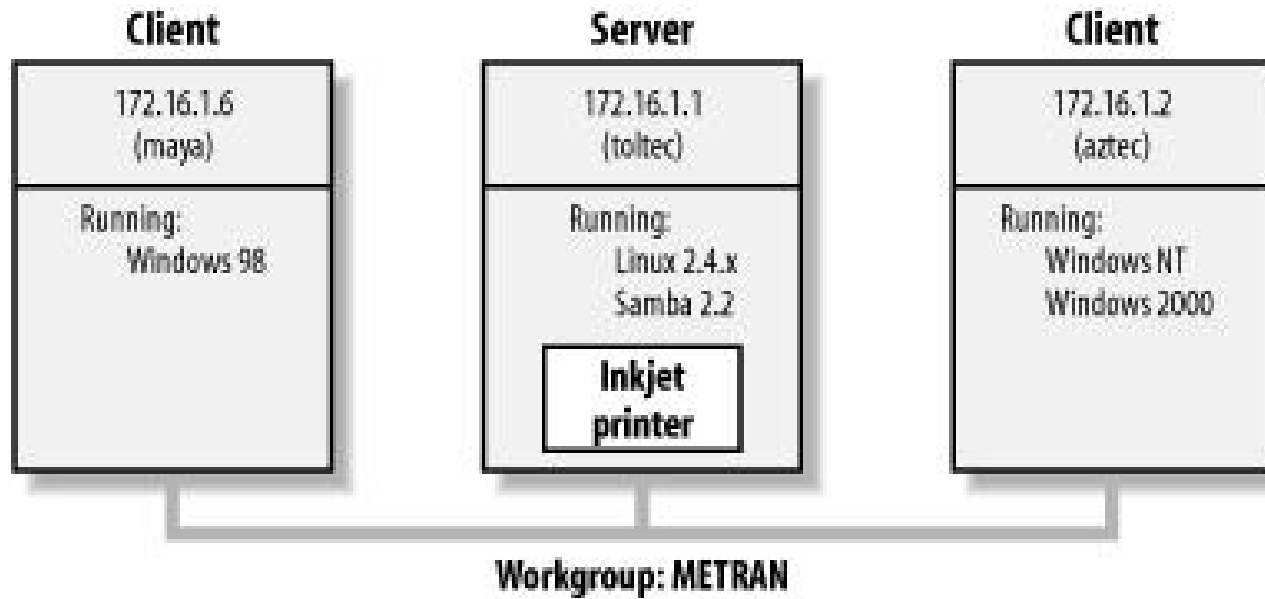 Client
172.16.1.6
(maya)
Running:
Windows 98
Server
172.16.1.1
(toltec)
Running:
Linux 2.4.x
Samba 2.2
Inkjet
printer
Client
172.16.1.2
(aztec)
Running:
Windows NT
Windows 2000
Workgroup: METRAN